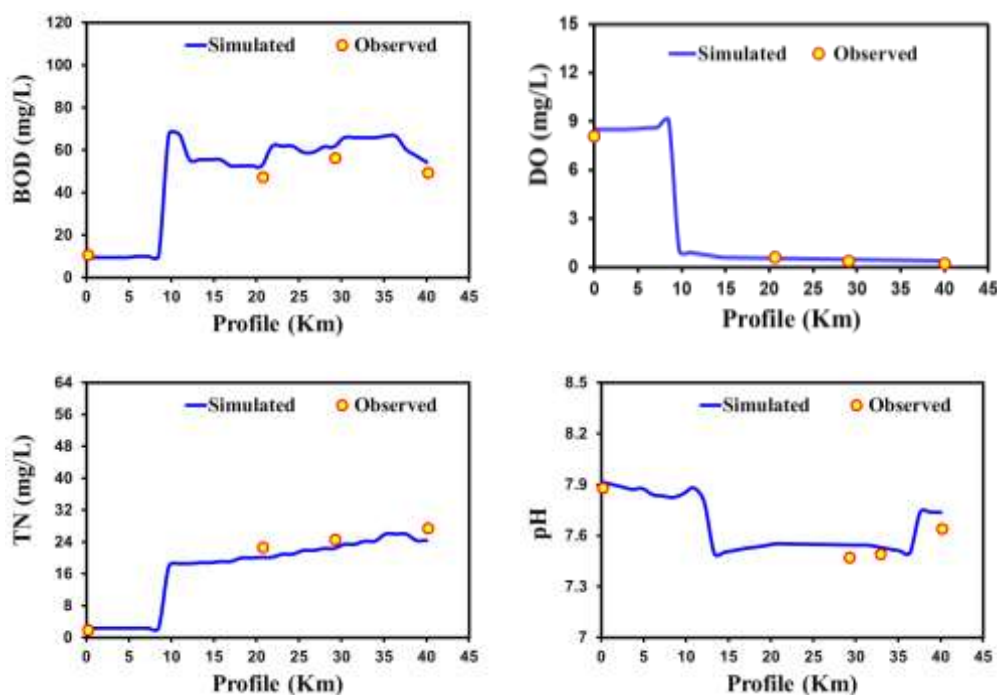 120
100
80
60
40
20
0
BOD (mg/L)
Simulated Observed
0 5 10 15 20 25 30 35 40 45
Profile (Km)
15
12
9
6
3
0
DO (mg/L)
Simulated Observed
0 5 10 15 20 25 30 35 40 45
Profile (Km)
64
56
48
40
32
24
16
8
0
TN (mg/L)
Simulated Observed
0 5 10 15 20 25 30 35 40 45
Profile (Km)
8.5
8.2
7.9
7.6
7.3
7
pH
Simulated Observed
0 5 10 15 20 25 30 35 40 45
Profile (Km)